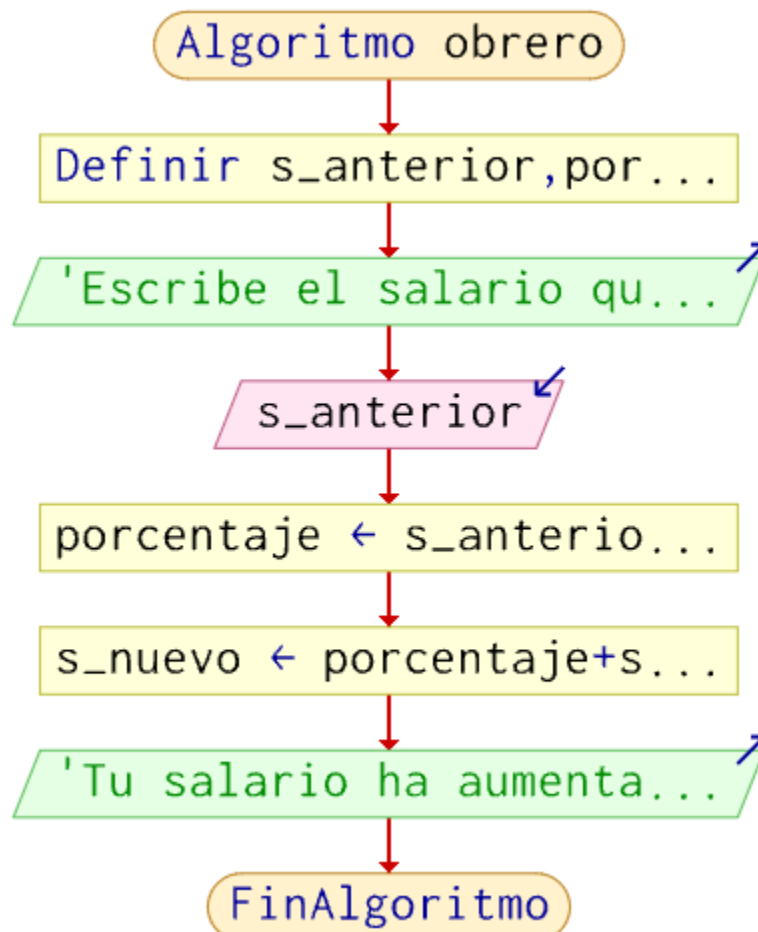 Algoritmo obrero
Definir s_anterior,por...
'Escribe el salario qu...
s_anterior
porcentaje ← s_anterio...
s_nuevo ← porcentaje+s...
'Tu salario ha aumenta...
FinAlgoritmo